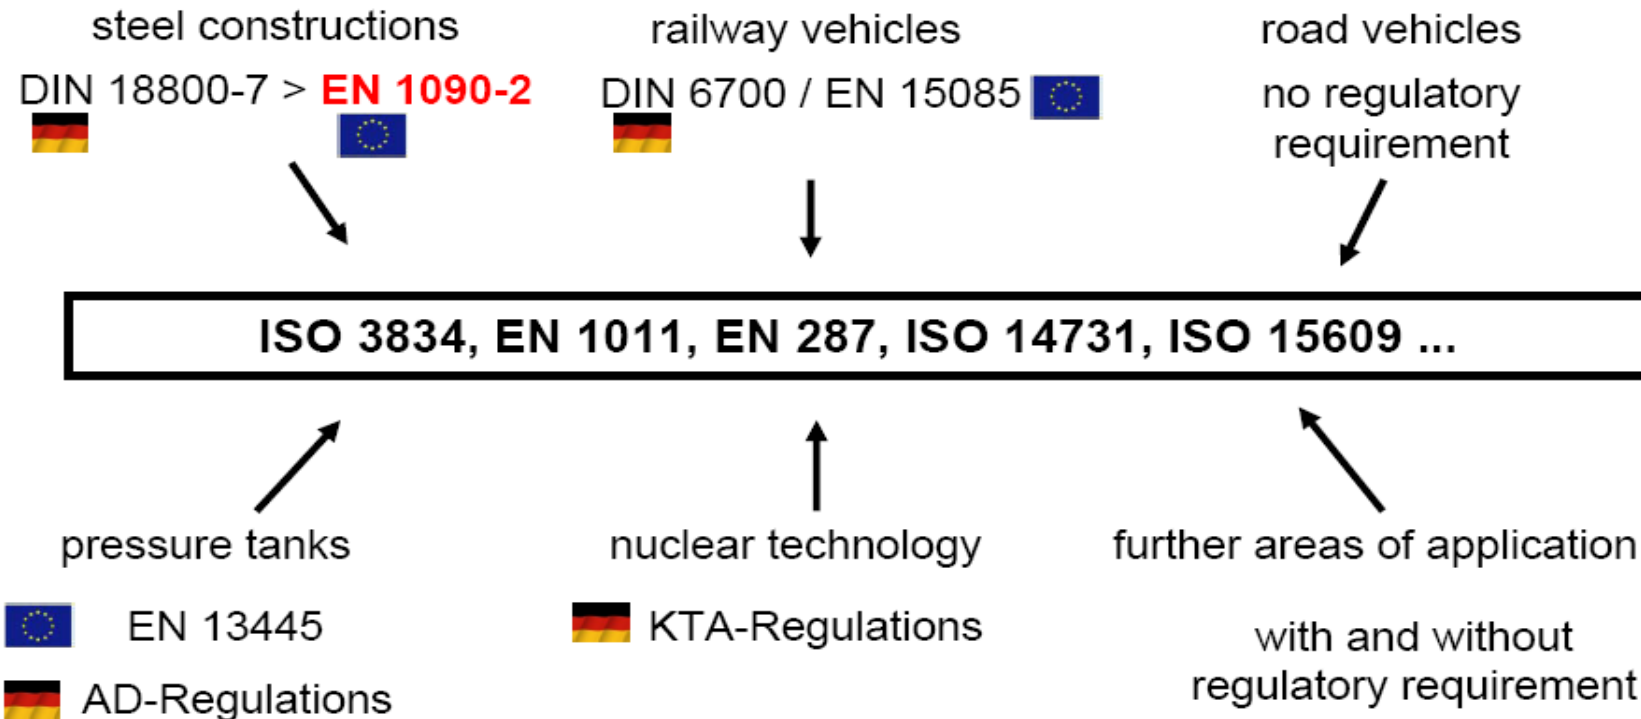 steel constructions
DIN 18800-7 > EN 1090-2
railway vehicles
DIN 6700 / EN 15085
road vehicles
no regulatory
requirement
ISO 3834, EN 1011, EN 287, ISO 14731, ISO 15609 ...
pressure tanks
EN 13445
AD-Regulations
nuclear technology
KTA-Regulations
further areas of application
with and without
regulatory requirement